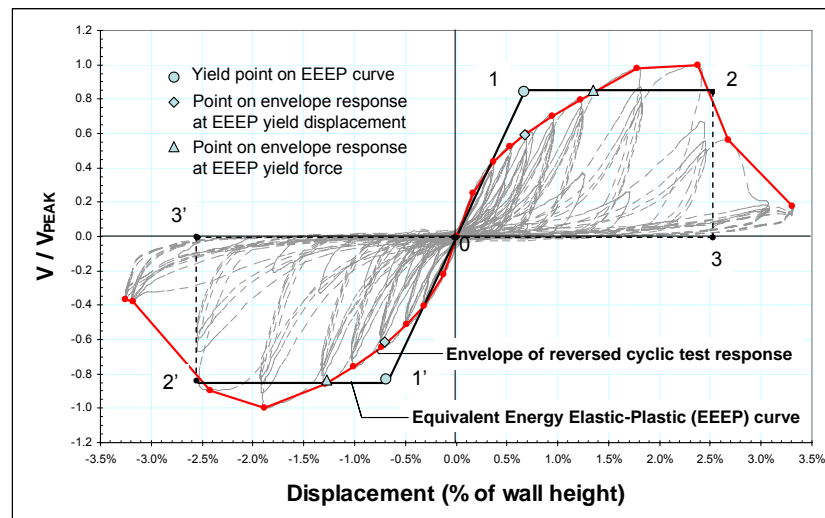 1.2
1.0
0.8
0.6
0.4
0.2
0.0
-0.2
-0.4
-0.6
-0.8
-1.0
-1.2
V / VPEAK
Yield point on EEEP curve
Point on envelope response
at EEEP yield displacement
Point on envelope response
at EEEP yield force
1
2
3'
0
3
Envelope of reversed cyclic test response
2'
1'
Equivalent Energy Elastic-Plastic (EEEP) curve
-3.5% -3.0% -2.5% -2.0% -1.5% -1.0% -0.5% 0.0% 0.5% 1.0% 1.5% 2.0% 2.5% 3.0% 3.5%
Displacement (% of wall height)